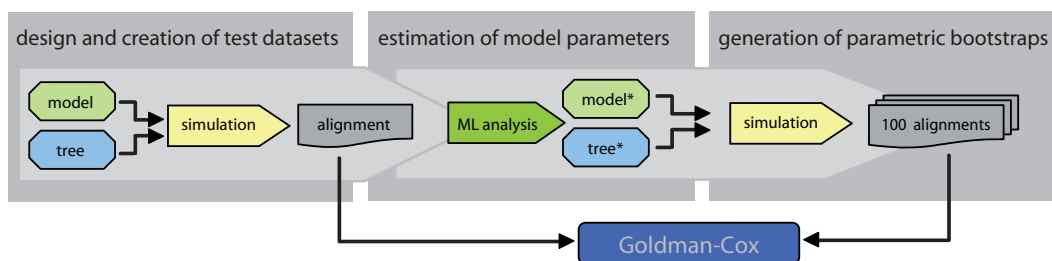 design and creation of test datasets
estimation of model parameters
generation of parametric bootstraps
model
tree
simulation
alignment
ML analysis
model*
tree*
simulation
100 alignments
Goldman-Cox